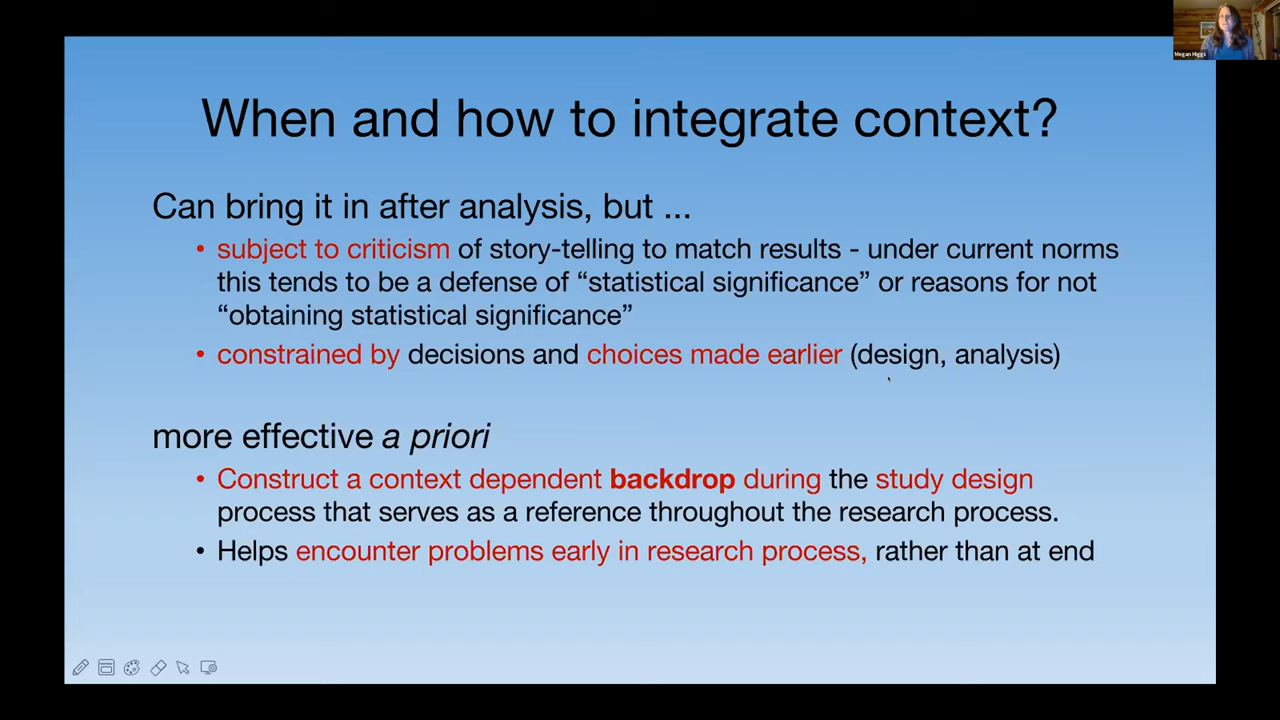 Megan Higgs
When and how to integrate context?
Can bring it in after analysis, but ...
• subject to criticism of story-telling to match results - under current norms
this tends to be a defense of “statistical significance” or reasons for not
“obtaining statistical significance”
• constrained by decisions and choices made earlier (design, analysis)
more effective a priori
• Construct a context dependent backdrop during the study design
process that serves as a reference throughout the research process.
• Helps encounter problems early in research process, rather than at end